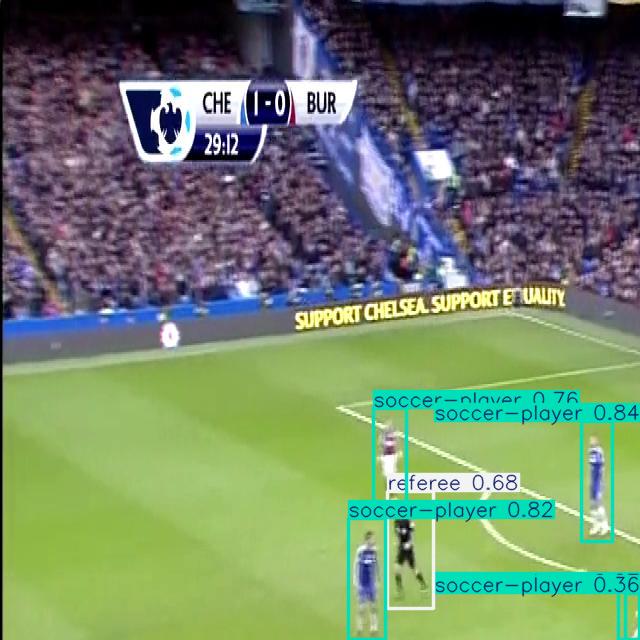 CHE 1-0 BUR
29:12
SUPPORT CHELSEA. SUPPORT EQUALITY.
soccer-player 0.76
soccer-player 0.84
referee 0.68
soccer-player 0.82
soccer-player 0.36